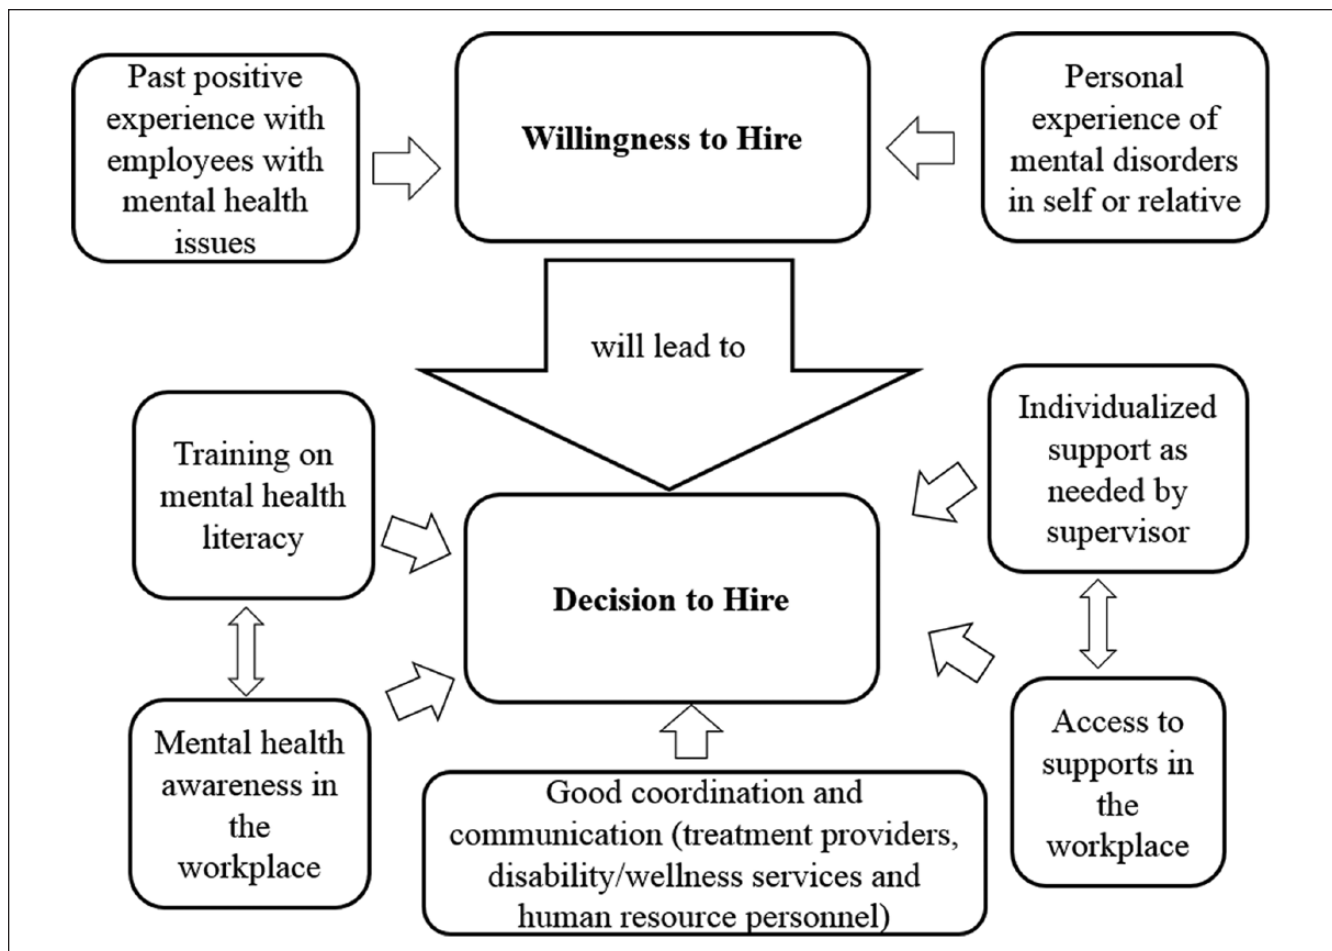 Past positive
experience with
employees with
mental health
issues
Willingness to Hire
Personal
experience of
mental disorders
in self or relative
will lead to
Training on
mental health
literacy
Individualized
support as
needed by
supervisor
Decision to Hire
Mental health
awareness in
the
workplace
Good coordination and
communication (treatment providers,
disability/wellness services and
human resource personnel)
Access to
supports in
the
workplace